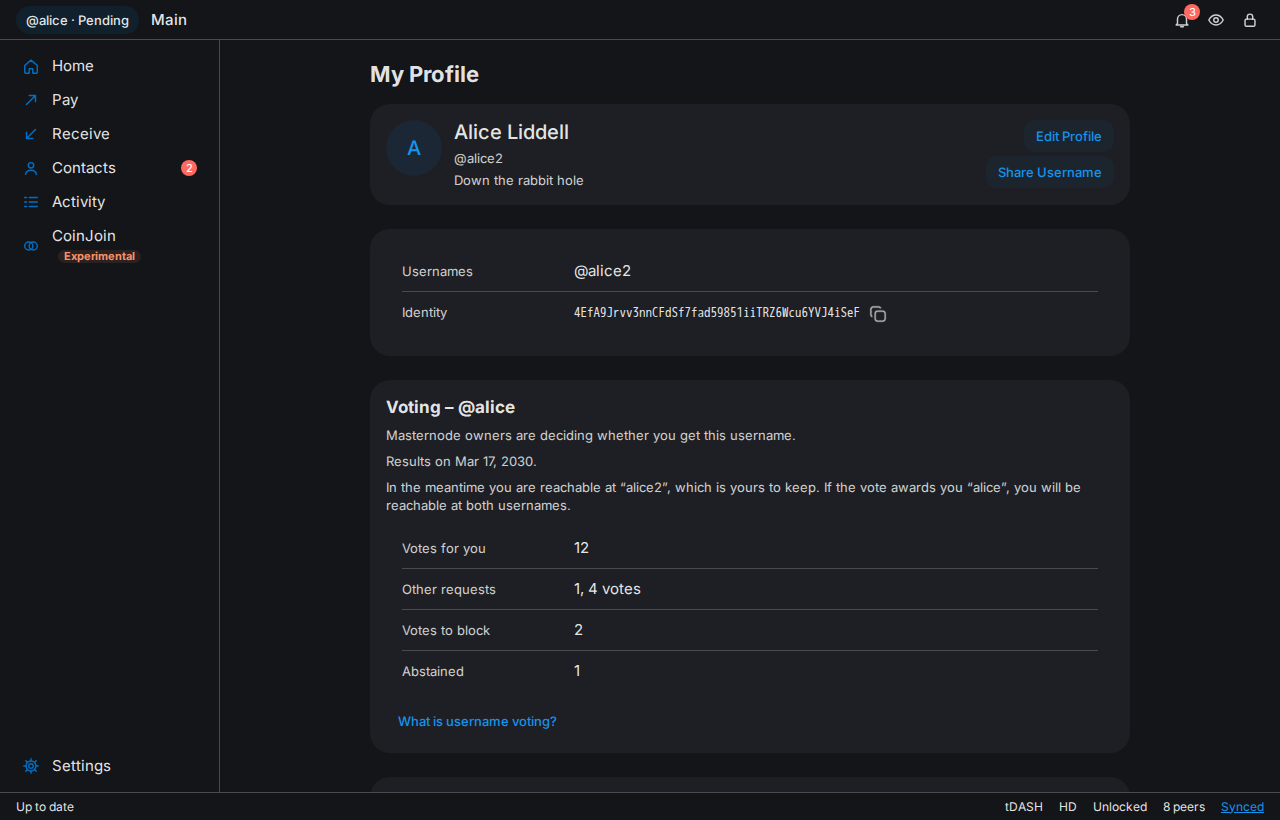 @alice · Pending
Main
3
Home
Pay
Receive
Contacts
2
Activity
CoinJoin
Experimental
Settings
My Profile
A
Alice Liddell
@alice2
Down the rabbit hole
Edit Profile
Share Username
Usernames @alice2
Identity 4EfA9Jrvv3nnCFdSf7fad59851iiTRZ6Wcu6YVJ4iSeF
Voting – @alice
Masternode owners are deciding whether you get this username.
Results on Mar 17, 2030.
In the meantime you are reachable at “alice2”, which is yours to keep. If the vote awards you “alice”, you will be
reachable at both usernames.
Votes for you 12
Other requests 1, 4 votes
Votes to block 2
Abstained 1
What is username voting?
Up to date
tDASH HD Unlocked 8 peers Synced